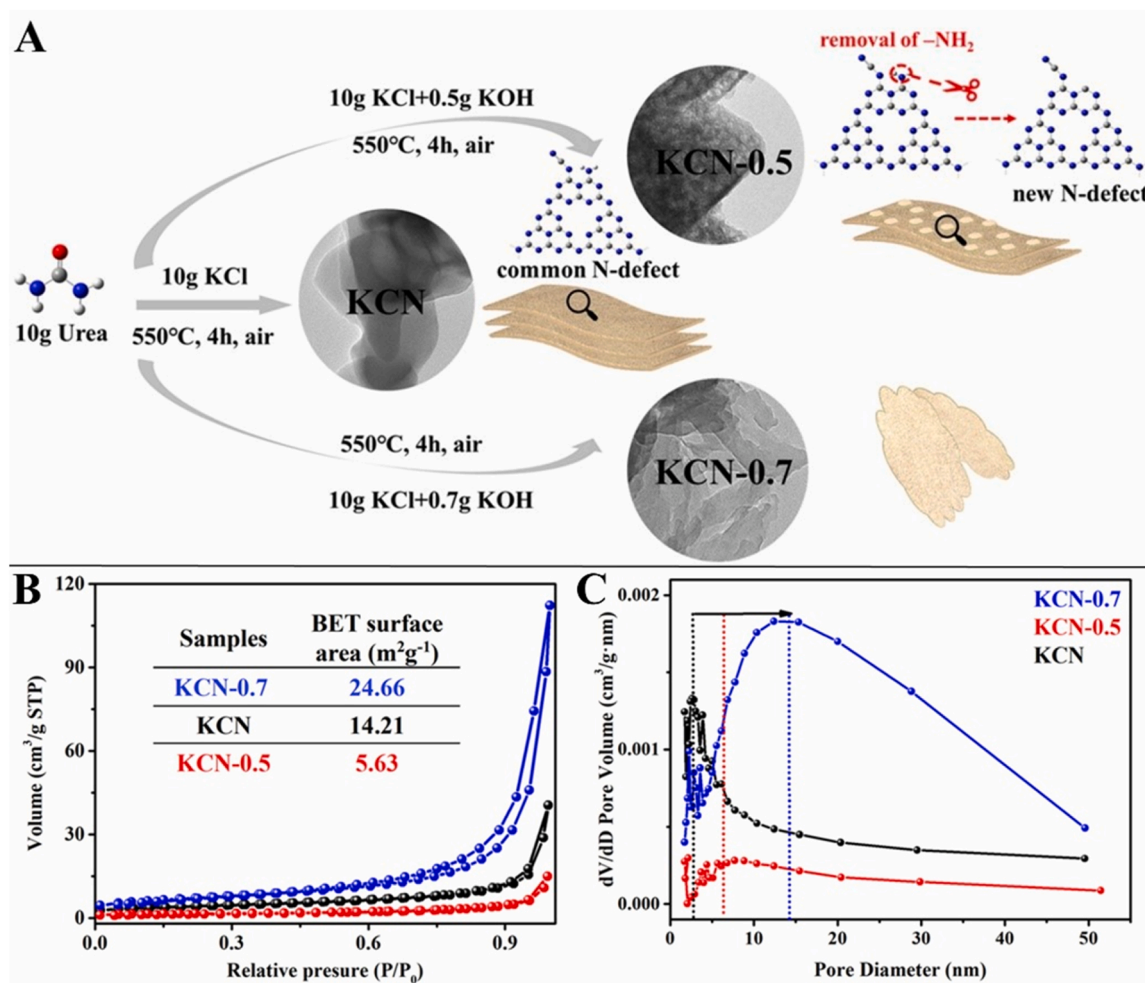 A
removal of –NH₂
10g KCl+0.5g KOH
550°C, 4h, air
KCN-0.5
new N-defect
10g KCl
KCN
common N-defect
10g Urea
550°C, 4h, air
550°C, 4h, air
KCN-0.7
10g KCl+0.7g KOH
B
120
90
60
30
0
Volume (cm³/g STP)
Samples
BET surface
area (m²g⁻¹)
KCN-0.7
24.66
KCN
14.21
KCN-0.5
5.63
0.0
0.3
0.6
0.9
Relative presure (P/P₀)
C
0.002
0.001
0.000
dV/dD Pore Volume (cm³/g·nm)
KCN-0.7
KCN-0.5
KCN
0
10
20
30
40
50
Pore Diameter (nm)